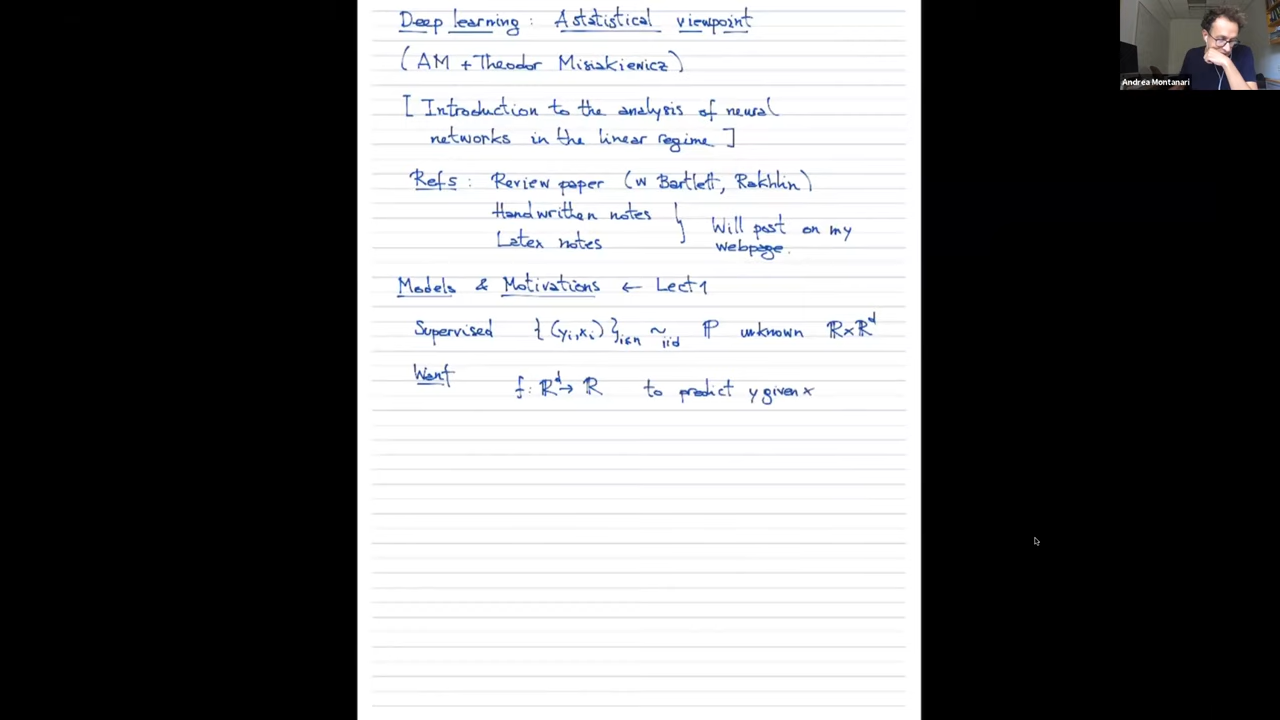 Deep learning: A statistical viewpoint
(AM + Theodor Misiakiewicz)
[Introduction to the analysis of neural
networks in the linear regime]
Refs: Review paper (w Bartlett, Rakhlin)
Handwritten notes
Latex notes
} Will post on my
webpage.
Models & Motivations ← Lect 1
Supervised {(yi,xi)}i≤n ~iid ℙ unknown ℝ×ℝ^d
Want f: ℝ^d → ℝ to predict y given x
Andrea Montanari